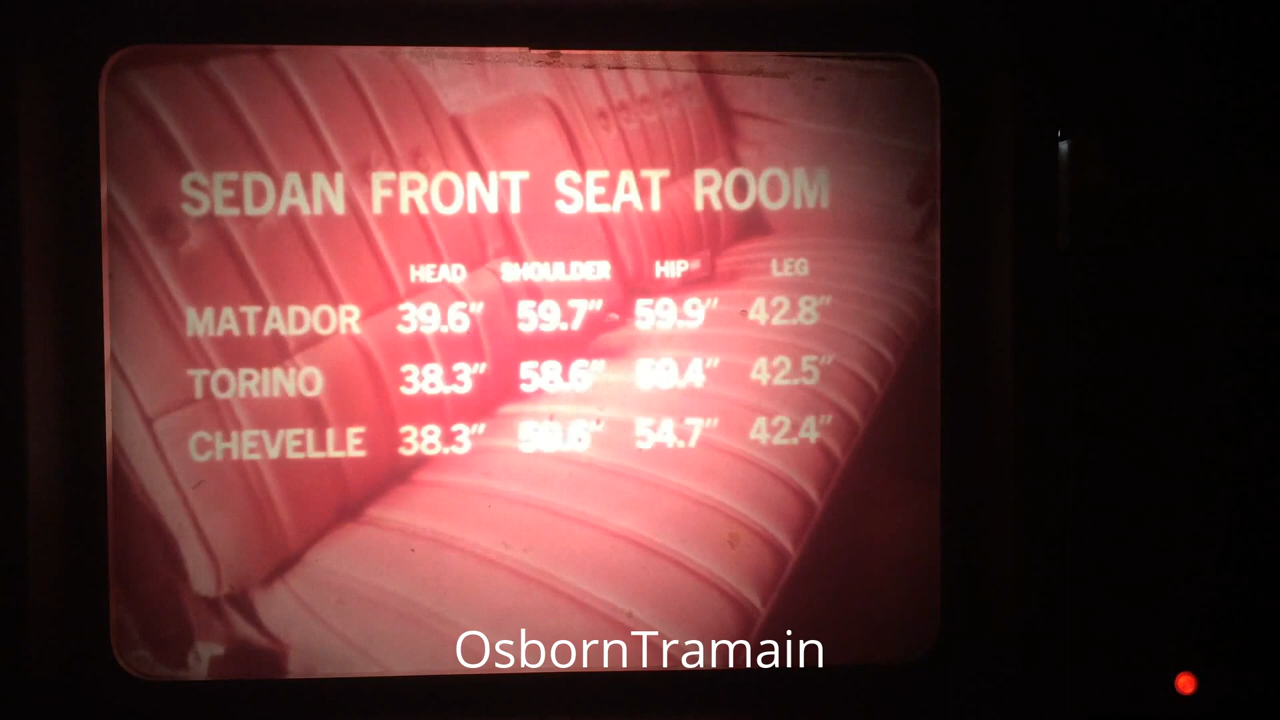 SEDAN FRONT SEAT ROOM
HEAD SHOULDER HIP LEG
MATADOR 39.6" 59.7" 59.9" 42.8"
TORINO 38.3" 58.6" 42.5"
CHEVELLE 38.3" 54.7" 42.4"
OsbornTramain